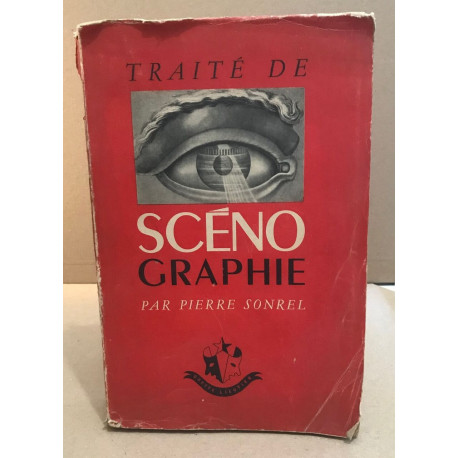 TRAITÉ DE
SCÉNO
GRAPHIE
PAR PIERRE SONREL